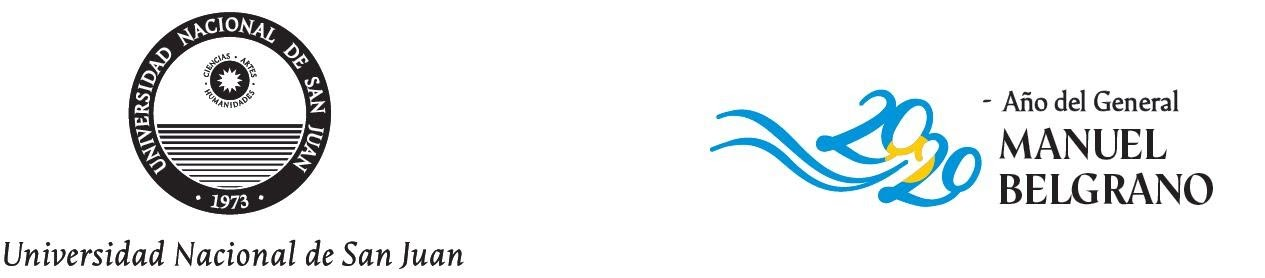 UNIVERSIDAD NACIONAL DE SAN JUAN
CIENCIAS · ARTES
HUMANIDADES
· 1973 ·
Universidad Nacional de San Juan
2020
- Año del General
MANUEL
BELGRANO